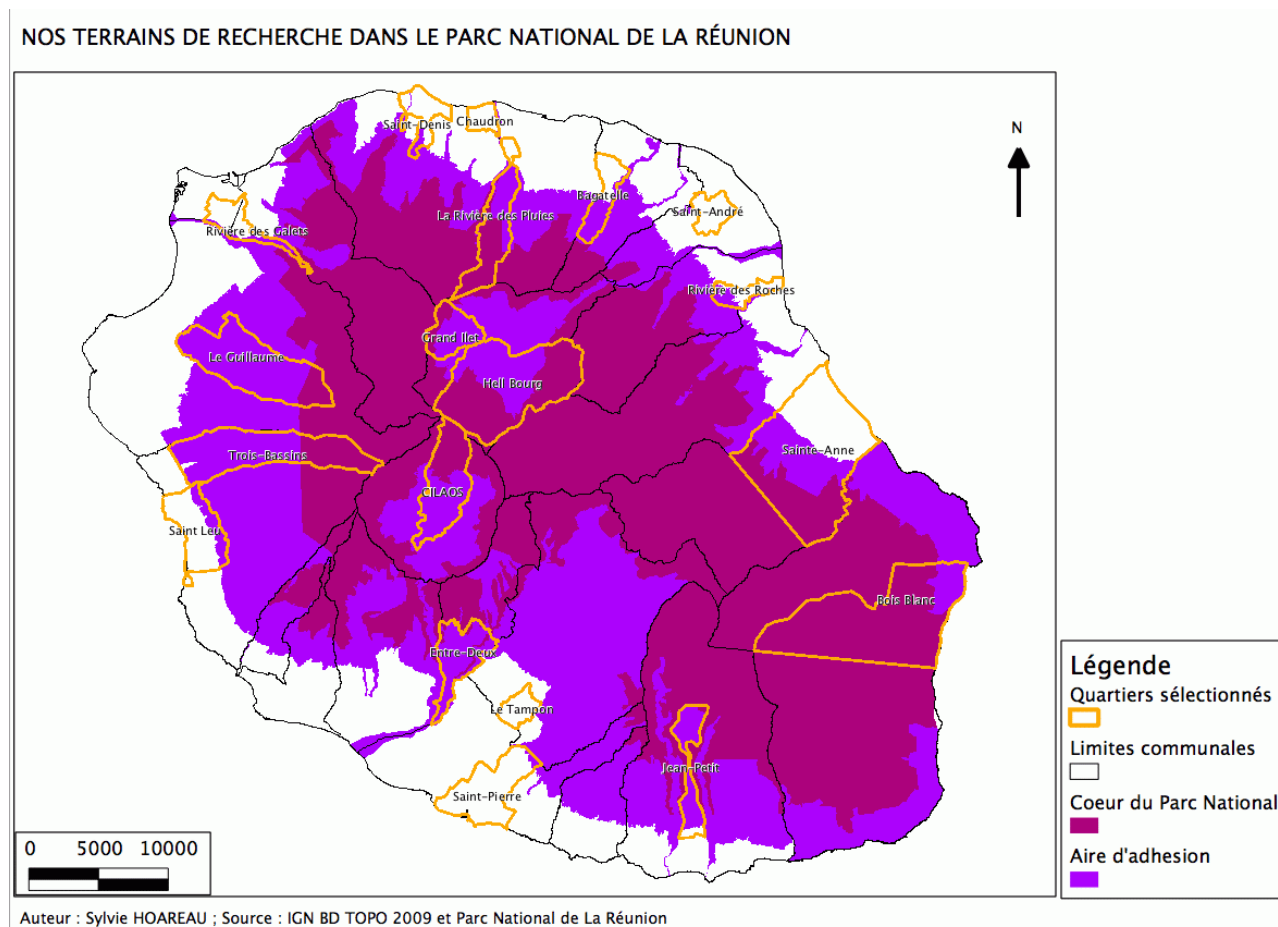 NOS TERRAINS DE RECHERCHE DANS LE PARC NATIONAL DE LA RÉUNION
N
Saint-Denis
Chaudron
Bagatelle
La Rivière des Pluies
Saint-André
Rivière des Galets
Rivière des Roches
Grand Ilet
Le Guillaume
Hell Bourg
Sainte-Anne
Trois-Bassins
CILAOS
Saint Leu
Bois Blanc
Entre-Deux
Le Tampon
Jean-Petit
Saint-Pierre
Légende
Quartiers sélectionnés
Limites communales
Coeur du Parc National
Aire d'adhesion
0 5000 10000
Auteur : Sylvie HOAREAU ; Source : IGN BD TOPO 2009 et Parc National de La Réunion